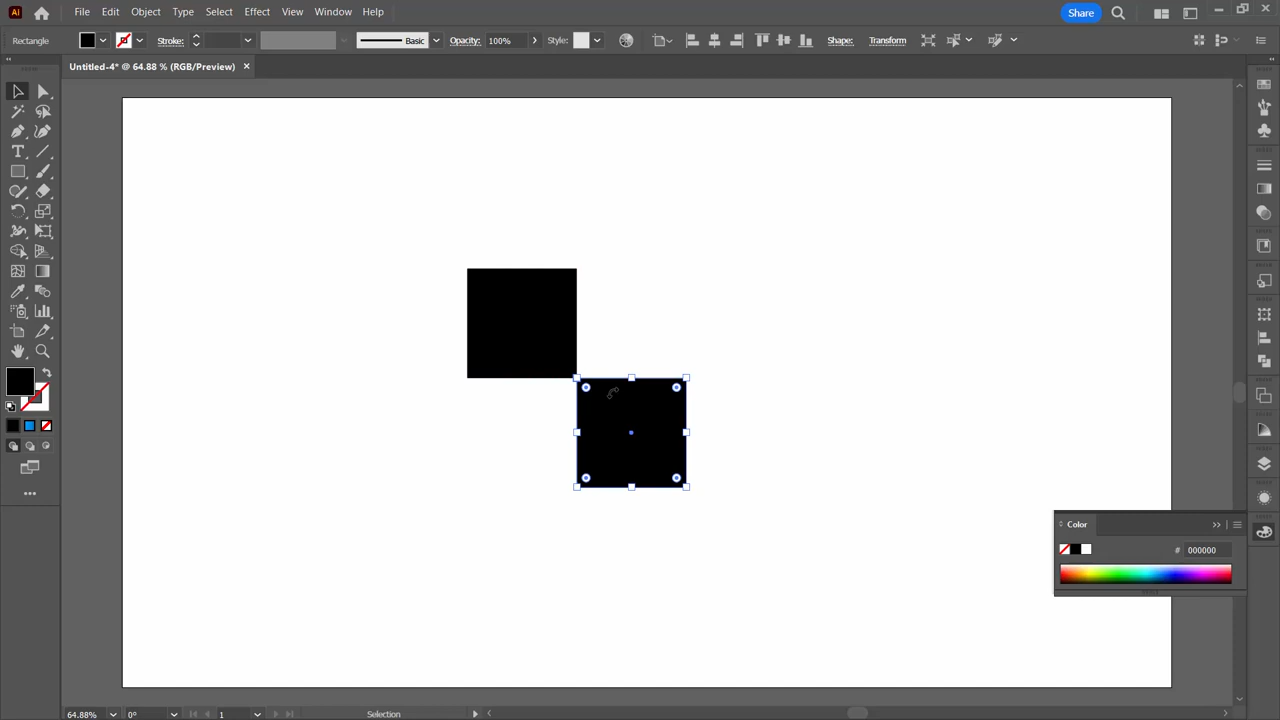 Ai File Edit Object Type Select Effect View Window Help Share
Rectangle Stroke: Basic Opacity: 100% Style: Shape: Transform
Untitled-4* @ 64.88 % (RGB/Preview) ×
Color
# 000000
64.88% 0° 1 Selection